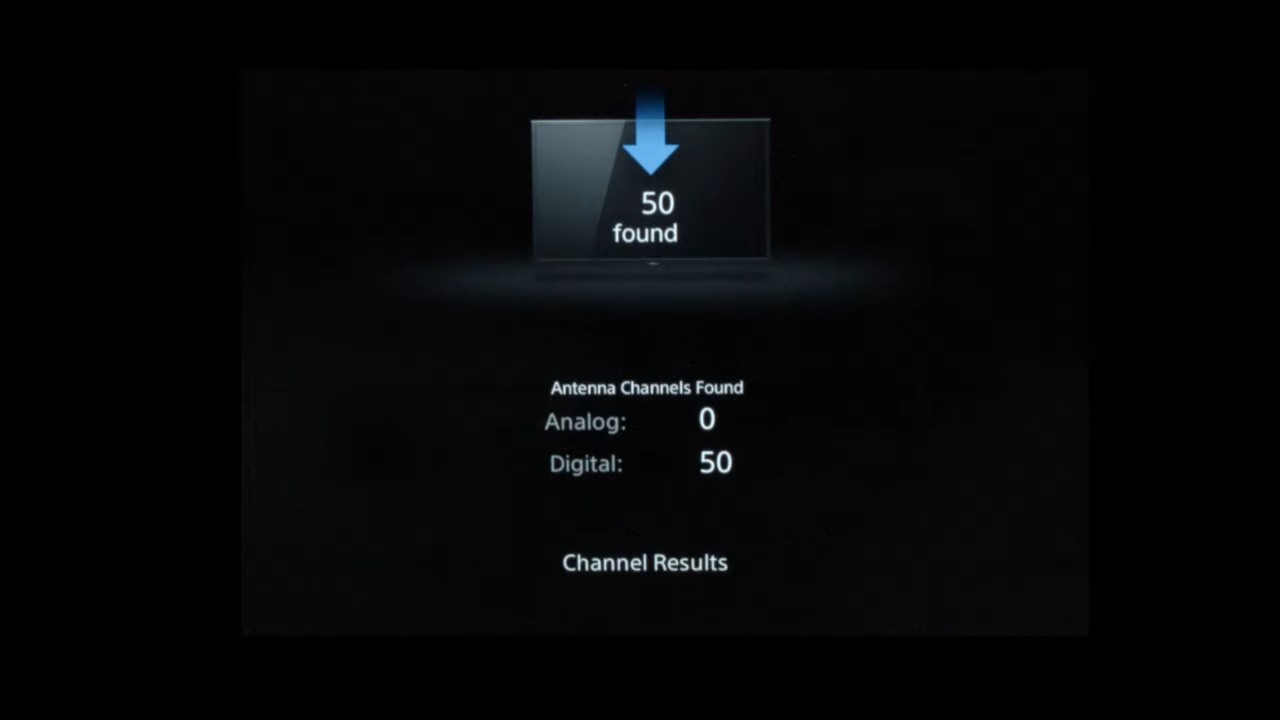 50
found
Antenna Channels Found
Analog: 0
Digital: 50
Channel Results